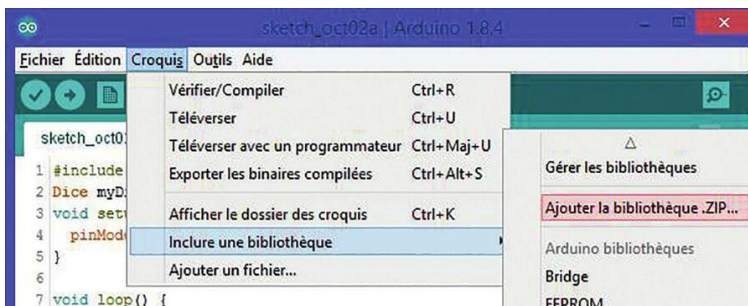 sketch_oct02a | Arduino 1.8.4
Fichier Édition Croquis Outils Aide
Vérifier/Compiler Ctrl+R
Téléverser Ctrl+U
Téléverser avec un programmateur Ctrl+Maj+U
Exporter les binaires compilées Ctrl+Alt+S
Afficher le dossier des croquis Ctrl+K
Inclure une bibliothèque
Ajouter un fichier...
Gérer les bibliothèques
Ajouter la bibliothèque .ZIP...
Arduino bibliothèques
Bridge
EEPROM
sketch_oct0
1 #include
2 Dice myD
3 void set
4 pinMod
5 }
6
7 void loop() {